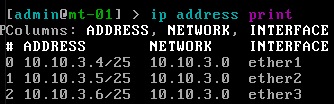 [admin@mt-01] > ip address print
Columns: ADDRESS, NETWORK, INTERFACE
# ADDRESS NETWORK INTERFACE
0 10.10.3.4/25 10.10.3.0 ether1
1 10.10.3.5/25 10.10.3.0 ether2
2 10.10.3.6/25 10.10.3.0 ether3